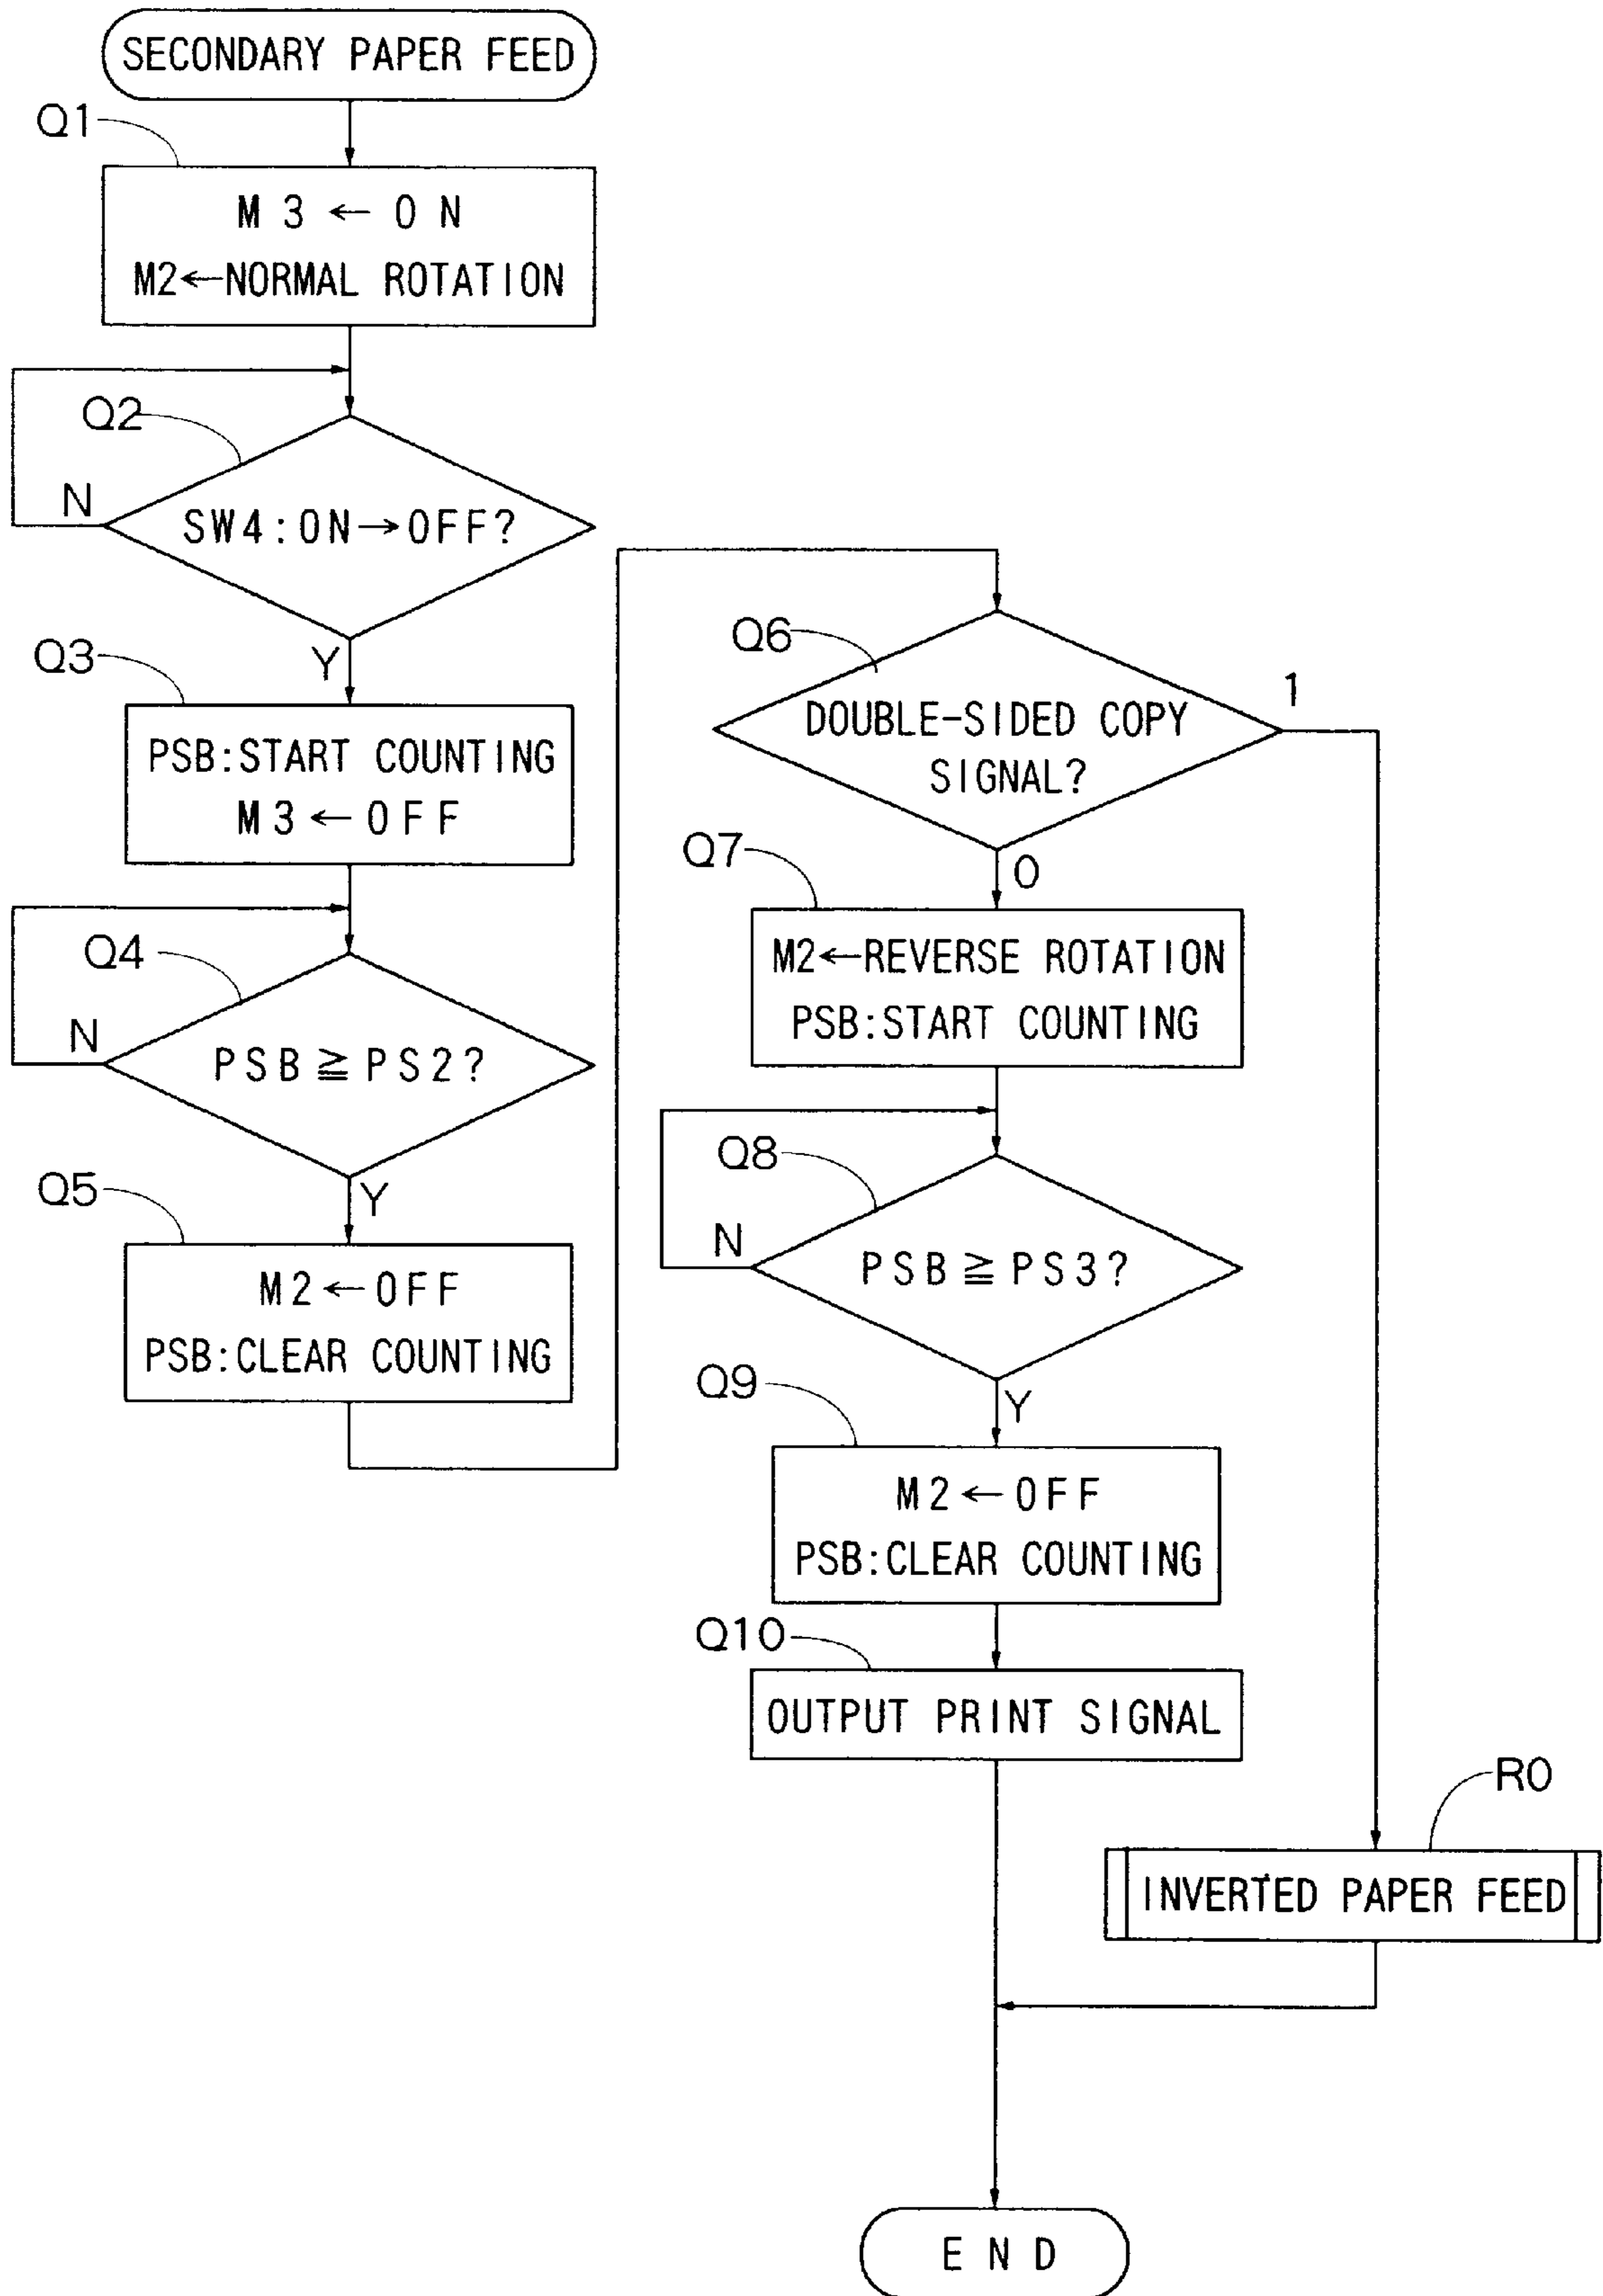 SECONDARY PAPER FEED
Q1
M3 ← ON
M2←NORMAL ROTATION
Q2
N
SW4:ON→OFF?
Y
Q3
PSB:START COUNTING
M3 ← OFF
Q4
N
PSB ≧ PS2?
Y
Q5
M2 ← OFF
PSB:CLEAR COUNTING
Q6
1
DOUBLE-SIDED COPY
SIGNAL?
0
Q7
M2←REVERSE ROTATION
PSB:START COUNTING
Q8
N
PSB ≧ PS3?
Y
Q9
M2 ← OFF
PSB:CLEAR COUNTING
Q10
OUTPUT PRINT SIGNAL
R0
INVERTED PAPER FEED
END